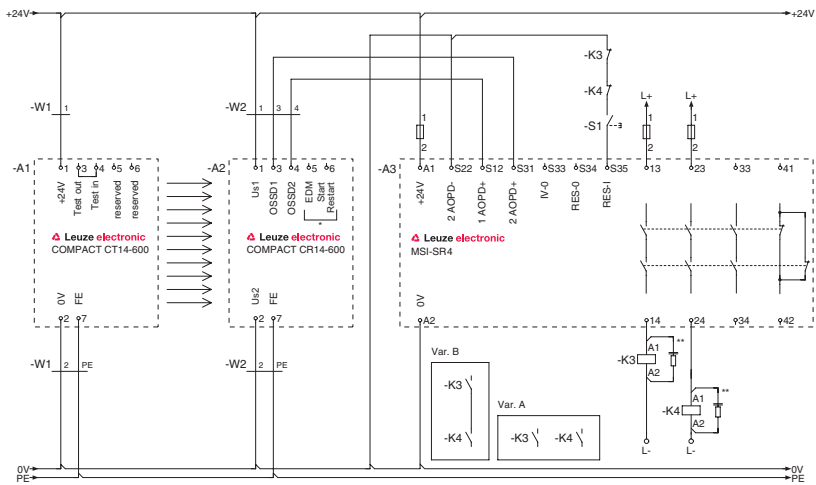 +24V +24V
-K3
-W1 1 -W2 1 3 4 -K4 L+ L+
1 -S1 1 1
2 2 2
-A1 1 3 4 5 6 -A2 1 3 4 5 6 -A3 A1 S22 S12 S31 S33 S34 S35 13 23 33 41
+24V Test out Test in reserved reserved Us1 OSSD1 OSSD2 EDM Start Restart +24V 2 AOPD- 1 AOPD+ 2 AOPD+ IV-0 RES-0 RES-I
*
Leuze electronic Leuze electronic Leuze electronic
COMPACT CT14-600 COMPACT CR14-600 MSI-SR4
0V FE Us2 FE 0V
2 7 2 7 A2 14 24 34 42
-W1 2 PE -W2 2 PE Var. B -K3 A1 **
-K3 A2
Var. A A1 **
-K4 -K3 -K4 -K4 A2
L- L-
0V 0V
PE PE